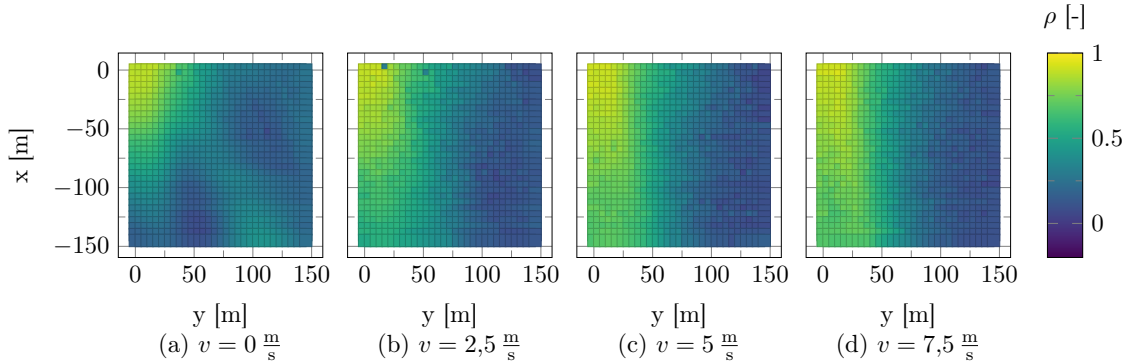 ρ [-]
1
0.5
0
x [m]
0
−50
−100
−150
0 50 100 150
0 50 100 150
0 50 100 150
0 50 100 150
y [m]
y [m]
y [m]
y [m]
(a) v = 0 m/s
(b) v = 2,5 m/s
(c) v = 5 m/s
(d) v = 7,5 m/s